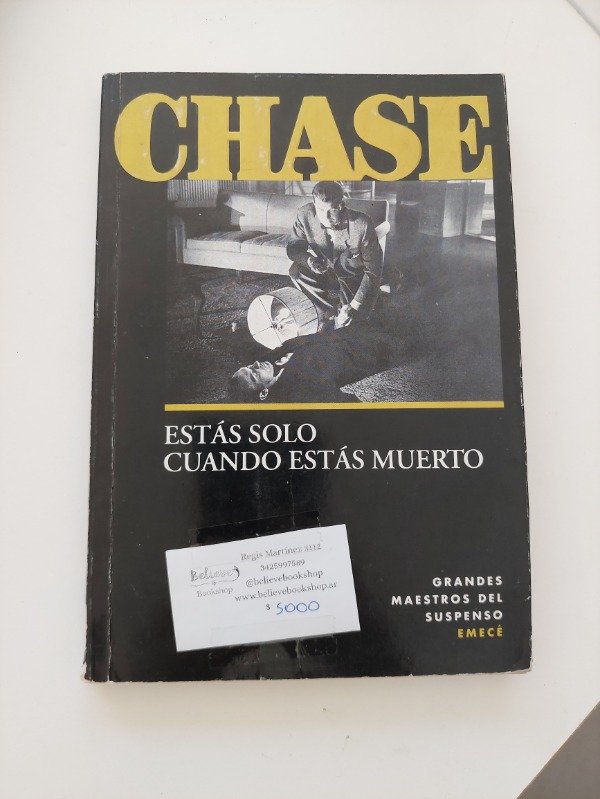 CHASE
ESTÁS SOLO
CUANDO ESTÁS MUERTO
Believe
Bookshop
Regis Martinez 3112
3425997589
@believebookshop
www.believebookshop.ar
$ 5000
GRANDES
MAESTROS DEL
SUSPENSO
EMECÉ